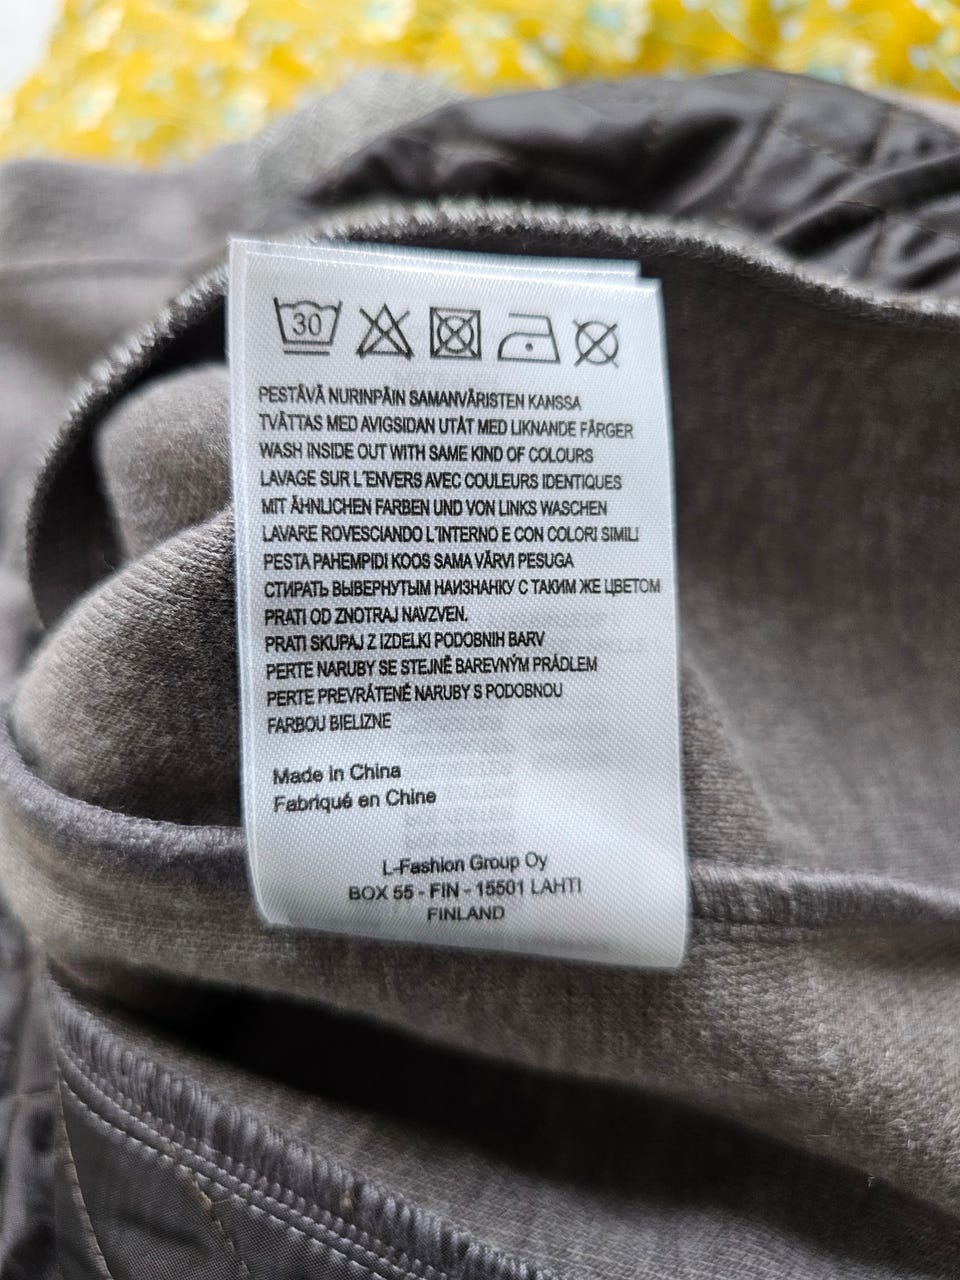 30
PESTÄVÄ NURINPÄIN SAMANVÄRISTEN KANSSA
TVÄTTAS MED AVIGSIDAN UTÅT MED LIKNANDE FÄRGER
WASH INSIDE OUT WITH SAME KIND OF COLOURS
LAVAGE SUR L´ENVERS AVEC COULEURS IDENTIQUES
MIT ÄHNLICHEN FARBEN UND VON LINKS WASCHEN
LAVARE ROVESCIANDO L´INTERNO E CON COLORI SIMILI
PESTA PAHEMPIDI KOOS SAMA VÄRVI PESUGA
СТИРАТЬ ВЫВЕРНУТЫМ НАИЗНАНКУ С ТАКИМ ЖЕ ЦВЕТОМ
PRATI OD ZNOTRAJ NAVZVEN.
PRATI SKUPAJ Z IZDELKI PODOBNIH BARV
PERTE NARUBY SE STEJNĚ BAREVNÝM PRÁDLEM
PERTE PREVRÁTENÉ NARUBY S PODOBNOU
FARBOU BIELIZNE
Made in China
Fabriqué en Chine
L-Fashion Group Oy
BOX 55 - FIN - 15501 LAHTI
FINLAND